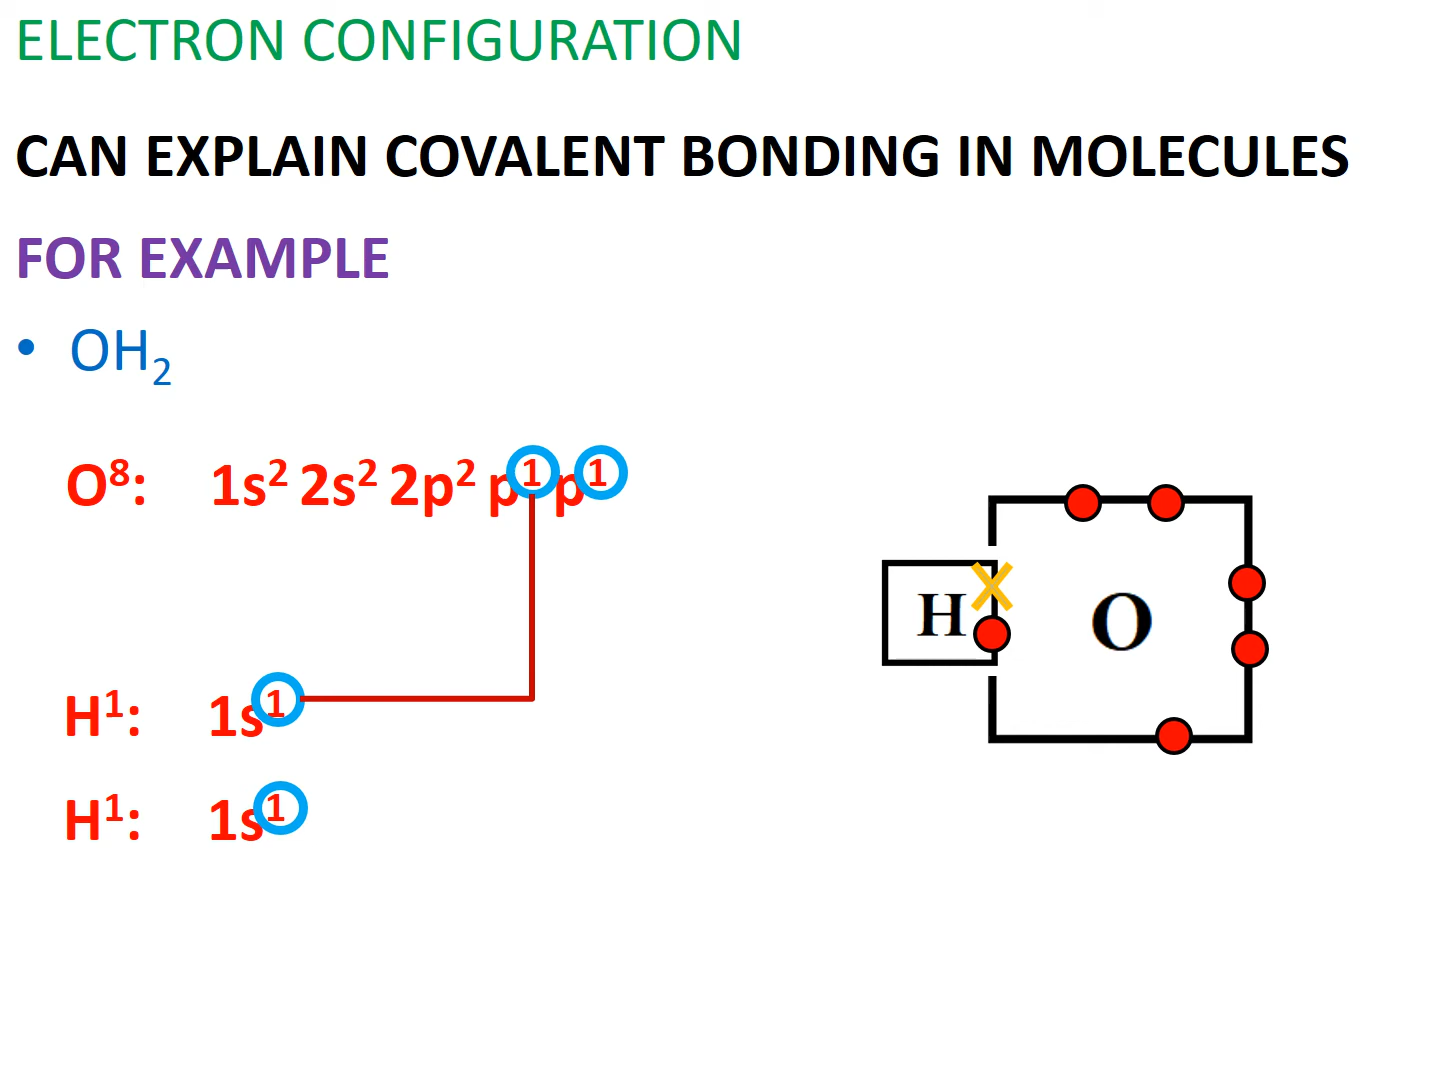 ELECTRON CONFIGURATION
CAN EXPLAIN COVALENT BONDING IN MOLECULES
FOR EXAMPLE
• OH₂
O⁸: 1s² 2s² 2p² p¹ p¹
H O
H¹: 1s¹
H¹: 1s¹